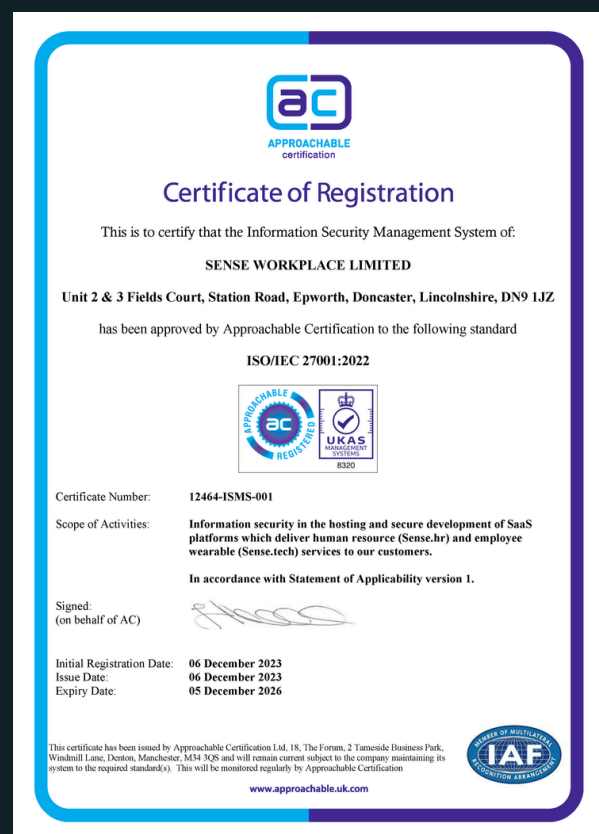 ac
APPROACHABLE
certification
Certificate of Registration
This is to certify that the Information Security Management System of:
SENSE WORKPLACE LIMITED
Unit 2 & 3 Fields Court, Station Road, Epworth, Doncaster, Lincolnshire, DN9 1JZ
has been approved by Approachable Certification to the following standard
ISO/IEC 27001:2022
APPROACHABLE
ac
REGISTERED
UKAS
MANAGEMENT
SYSTEMS
8320
Certificate Number: 12464-ISMS-001
Scope of Activities: Information security in the hosting and secure development of SaaS
platforms which deliver human resource (Sense.hr) and employee
wearable (Sense.tech) services to our customers.
In accordance with Statement of Applicability version 1.
Signed:
(on behalf of AC)
Initial Registration Date: 06 December 2023
Issue Date: 06 December 2023
Expiry Date: 05 December 2026
This certificate has been issued by Approachable Certification Ltd, 18, The Forum, 2 Tameside Business Park,
Windmill Lane, Denton, Manchester, M34 3QS and will remain current subject to the company maintaining its
system to the required standard(s). This will be monitored regularly by Approachable Certification
www.approachable.uk.com
MEMBER OF MULTILATERAL
IAF
RECOGNITION ARRANGEMENT